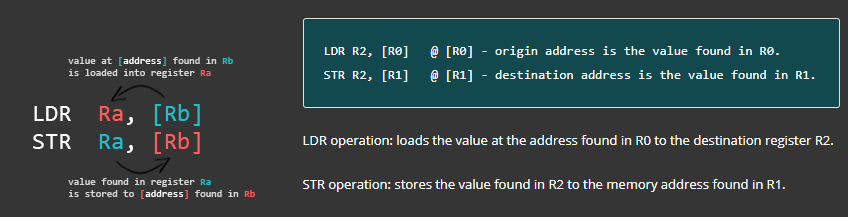 value at [address] found in Rb
is loaded into register Ra
LDR Ra, [Rb]
STR Ra, [Rb]
value found in register Ra
is stored to [address] found in Rb
LDR R2, [R0] @ [R0] - origin address is the value found in R0.
STR R2, [R1] @ [R1] - destination address is the value found in R1.
LDR operation: loads the value at the address found in R0 to the destination register R2.
STR operation: stores the value found in R2 to the memory address found in R1.